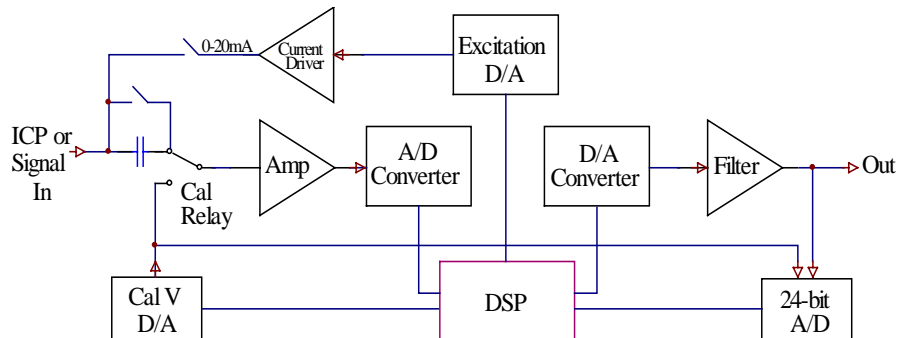 0-20mA
Current
Driver
Excitation
D/A
ICP or
Signal
In
Cal
Relay
Amp
A/D
Converter
D/A
Converter
Filter
Out
Cal V
D/A
DSP
24-bit
A/D